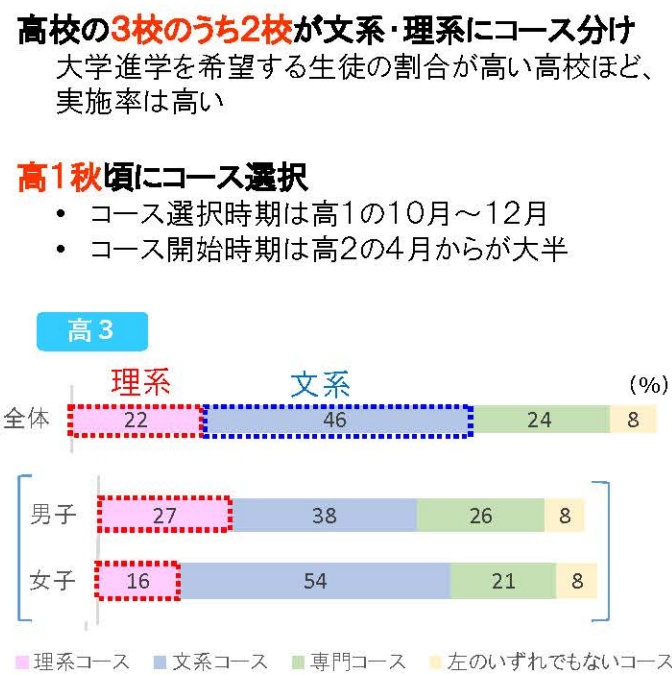 高校の3校のうち2校が文系・理系にコース分け
大学進学を希望する生徒の割合が高い高校ほど、
実施率は高い
高1秋頃にコース選択
• コース選択時期は高1の10月～12月
• コース開始時期は高2の4月からが大半
高3
理系 文系 (%)
全体 22 46 24 8
男子 27 38 26 8
女子 16 54 21 8
理系コース 文系コース 専門コース 左のいずれでもないコース